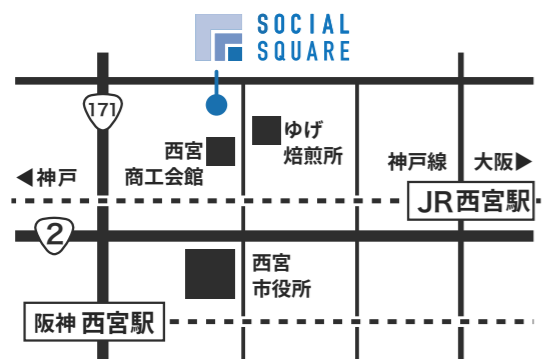 SOCIAL
SQUARE
171
ゆげ
焙煎所
西宮
商工会館
神戸線
大阪▶
◀神戸
JR西宮駅
2
西宮
市役所
阪神 西宮駅